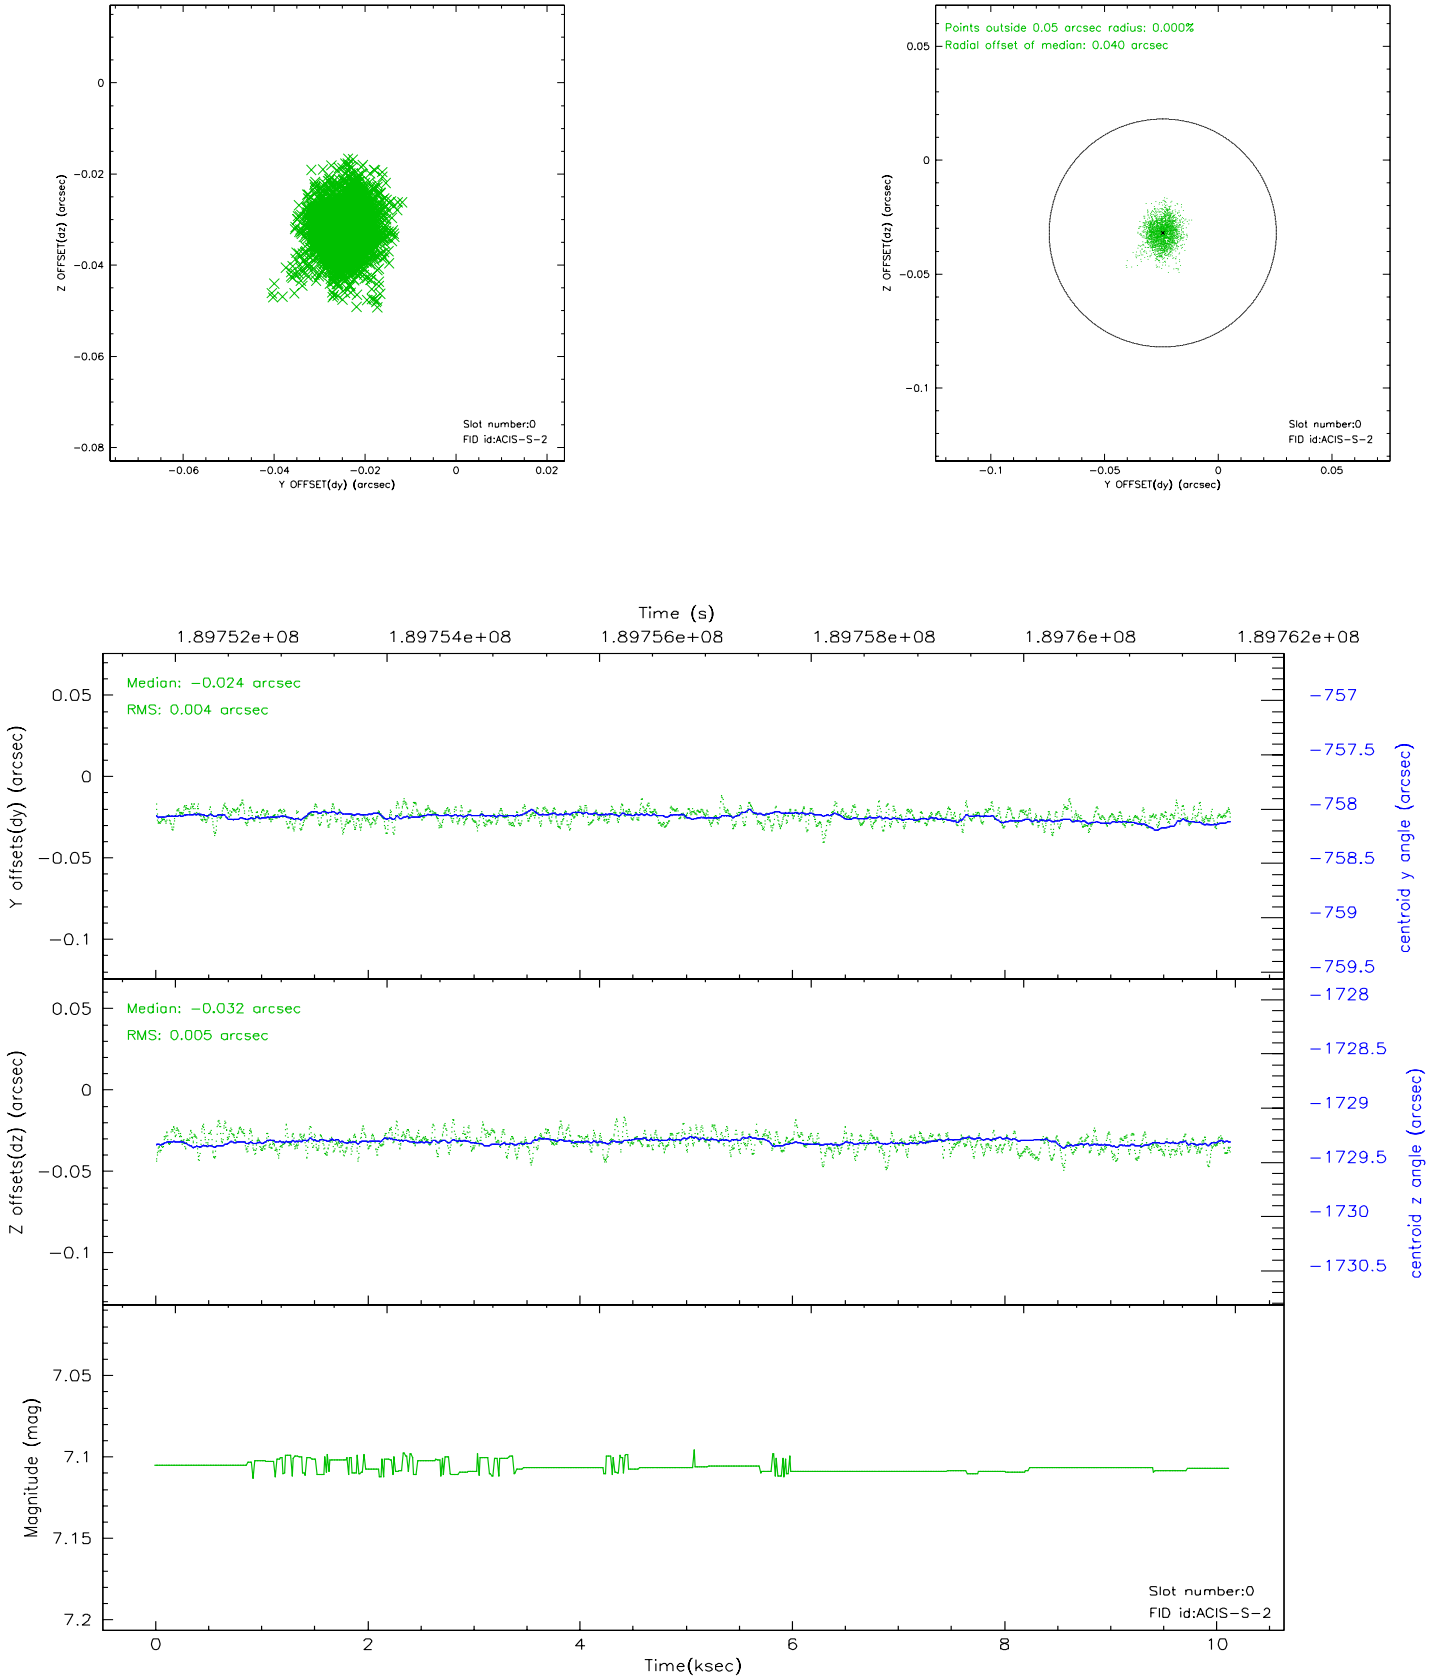 0
−0.02
−0.04
−0.06
−0.08
Z OFFSET(dz) (arcsec)
−0.06 −0.04 −0.02 0 0.02
Y OFFSET(dy) (arcsec)
Slot number:0
FID id:ACIS−S−2
Points outside 0.05 arcsec radius: 0.000%
Radial offset of median: 0.040 arcsec
0.05
0
−0.05
−0.1
Z OFFSET(dz) (arcsec)
−0.1 −0.05 0 0.05
Y OFFSET(dy) (arcsec)
Slot number:0
FID id:ACIS−S−2
Time (s)
1.89752e+08 1.89754e+08 1.89756e+08 1.89758e+08 1.8976e+08 1.89762e+08
Median: −0.024 arcsec
RMS: 0.004 arcsec
0.05
0
−0.05
−0.1
Y offsets(dy) (arcsec)
−757
−757.5
−758
−758.5
−759
−759.5
centroid y angle (arcsec)
Median: −0.032 arcsec
RMS: 0.005 arcsec
0.05
0
−0.05
−0.1
Z offsets(dz) (arcsec)
−1728
−1728.5
−1729
−1729.5
−1730
−1730.5
centroid z angle (arcsec)
7.05
7.1
7.15
7.2
Magnitude (mag)
Slot number:0
FID id:ACIS−S−2
0 2 4 6 8 10
Time(ksec)